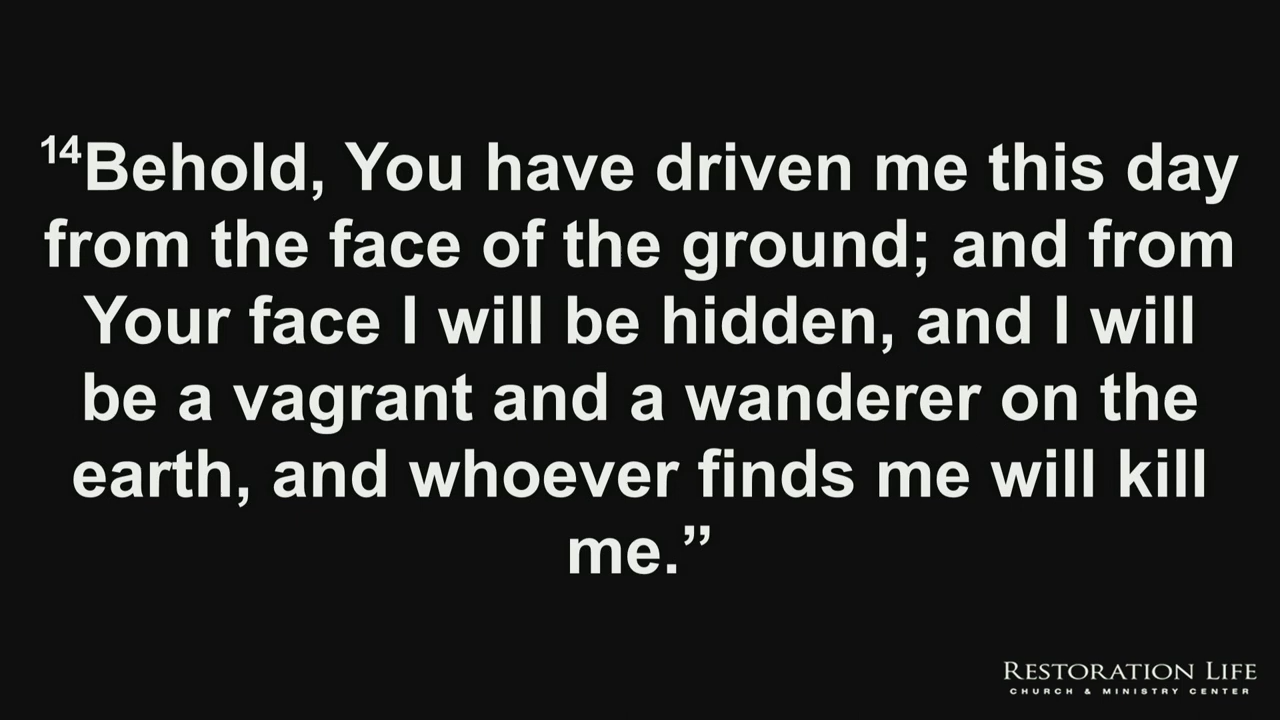 ¹⁴Behold, You have driven me this day
from the face of the ground; and from
Your face I will be hidden, and I will
be a vagrant and a wanderer on the
earth, and whoever finds me will kill
me.”
RESTORATION LIFE
CHURCH & MINISTRY CENTER